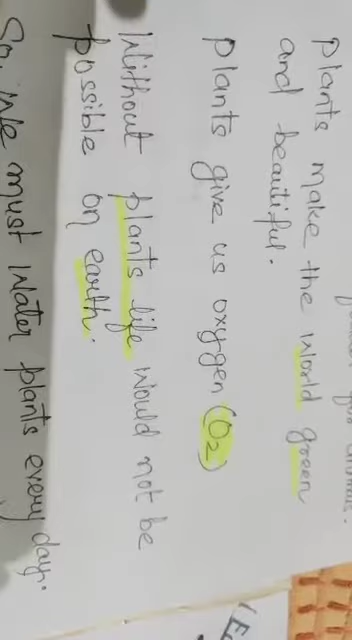 plants make the world green
and beautiful.
plants give us oxygen (O2)
Without plants life would not be
possible on earth.
So, We must water plants every day.